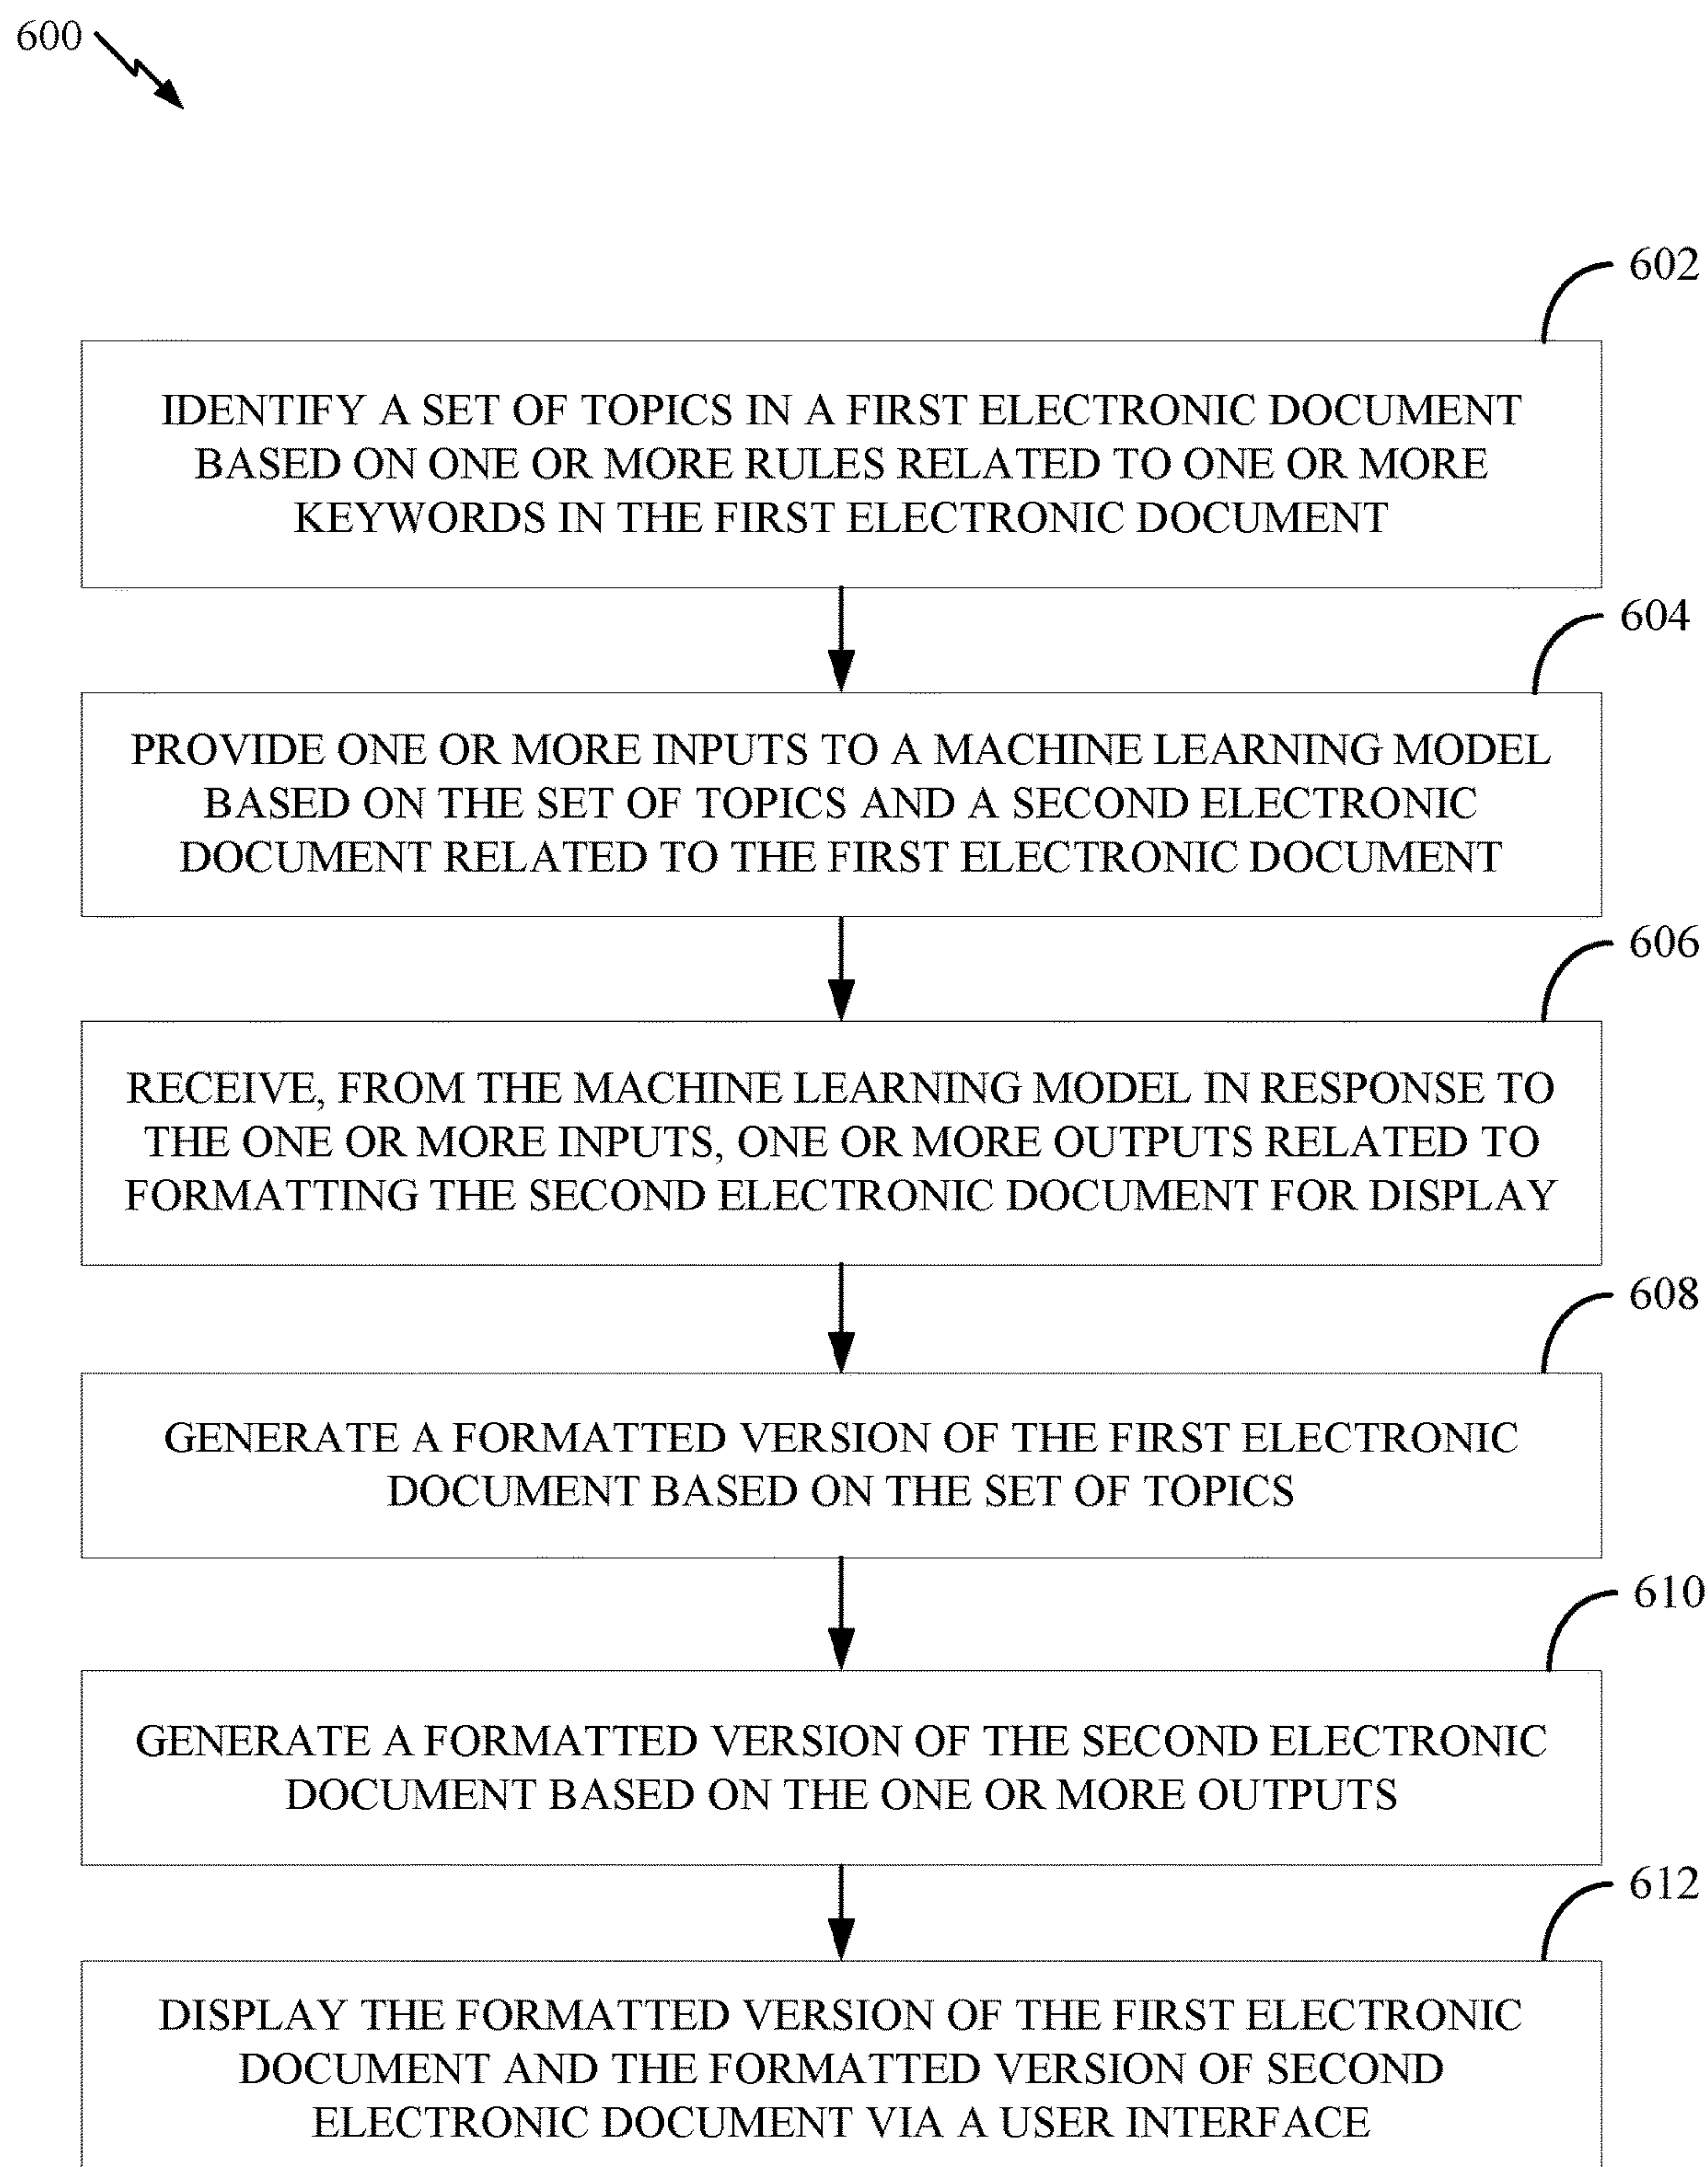 600
602
IDENTIFY A SET OF TOPICS IN A FIRST ELECTRONIC DOCUMENT
BASED ON ONE OR MORE RULES RELATED TO ONE OR MORE
KEYWORDS IN THE FIRST ELECTRONIC DOCUMENT
604
PROVIDE ONE OR MORE INPUTS TO A MACHINE LEARNING MODEL
BASED ON THE SET OF TOPICS AND A SECOND ELECTRONIC
DOCUMENT RELATED TO THE FIRST ELECTRONIC DOCUMENT
606
RECEIVE, FROM THE MACHINE LEARNING MODEL IN RESPONSE TO
THE ONE OR MORE INPUTS, ONE OR MORE OUTPUTS RELATED TO
FORMATTING THE SECOND ELECTRONIC DOCUMENT FOR DISPLAY
608
GENERATE A FORMATTED VERSION OF THE FIRST ELECTRONIC
DOCUMENT BASED ON THE SET OF TOPICS
610
GENERATE A FORMATTED VERSION OF THE SECOND ELECTRONIC
DOCUMENT BASED ON THE ONE OR MORE OUTPUTS
612
DISPLAY THE FORMATTED VERSION OF THE FIRST ELECTRONIC
DOCUMENT AND THE FORMATTED VERSION OF SECOND
ELECTRONIC DOCUMENT VIA A USER INTERFACE